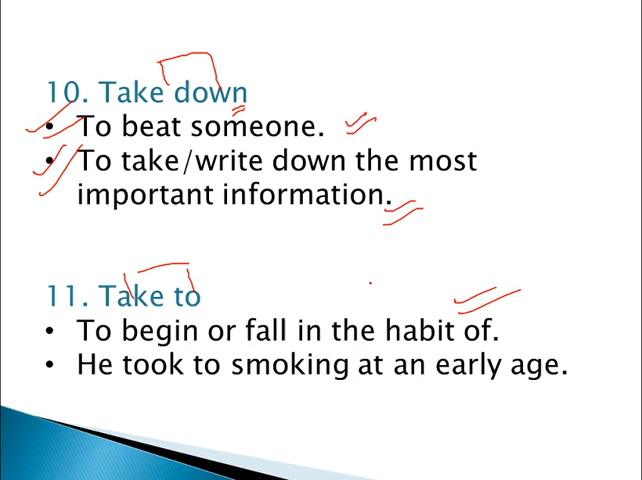 10. Take down
• To beat someone.
• To take/write down the most
important information.
11. Take to
• To begin or fall in the habit of.
• He took to smoking at an early age.